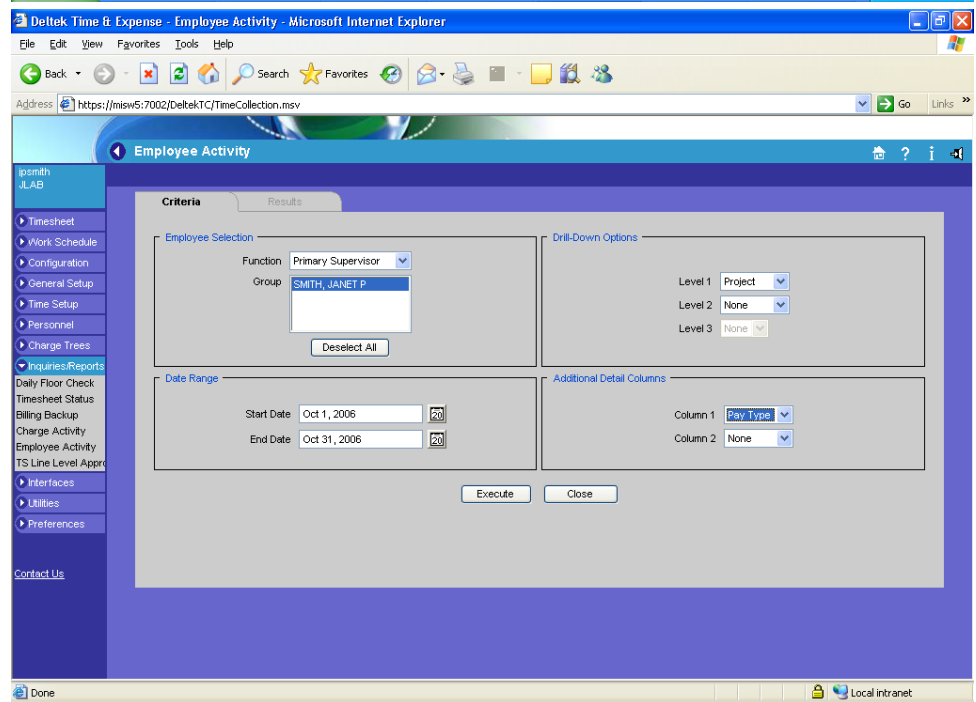 Deltek Time & Expense - Employee Activity - Microsoft Internet Explorer
File Edit View Favorites Tools Help
Back Search Favorites
Address https://misw5:7002/DeltekTC/TimeCollection.msv Go Links »
Employee Activity ? i
jpsmith
JLAB
Criteria Results
Timesheet
Work Schedule
Configuration
General Setup
Time Setup
Personnel
Charge Trees
Inquiries/Reports
Daily Floor Check
Timesheet Status
Billing Backup
Charge Activity
Employee Activity
TS Line Level Appro
Interfaces
Utilities
Preferences
Contact Us
Employee Selection
Function Primary Supervisor
Group SMITH, JANET P
Deselect All
Drill-Down Options
Level 1 Project
Level 2 None
Level 3 None
Date Range
Start Date Oct 1, 2006 20
End Date Oct 31, 2006 20
Additional Detail Columns
Column 1 Pay Type
Column 2 None
Execute Close
Done Local intranet